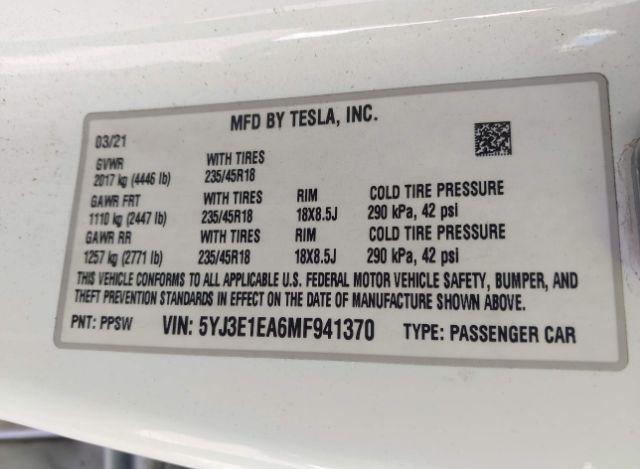 MFD BY TESLA, INC.
03/21
GVWR WITH TIRES
2017 kg (4446 lb) 235/45R18
GAWR FRT WITH TIRES RIM COLD TIRE PRESSURE
1110 kg (2447 lb) 235/45R18 18X8.5J 290 kPa, 42 psi
GAWR RR WITH TIRES RIM COLD TIRE PRESSURE
1257 kg (2771 lb) 235/45R18 18X8.5J 290 kPa, 42 psi
THIS VEHICLE CONFORMS TO ALL APPLICABLE U.S. FEDERAL MOTOR VEHICLE SAFETY, BUMPER, AND
THEFT PREVENTION STANDARDS IN EFFECT ON THE DATE OF MANUFACTURE SHOWN ABOVE.
PNT: PPSW VIN: 5YJ3E1EA6MF941370 TYPE: PASSENGER CAR